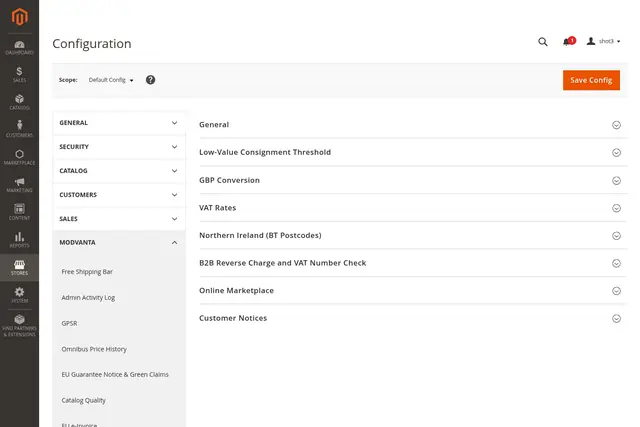 Configuration
1
shot3
Scope:
Default Config
?
Save Config
DASHBOARD
SALES
CATALOG
CUSTOMERS
MARKETPLACE
MARKETING
CONTENT
REPORTS
STORES
SYSTEM
FIND PARTNERS
& EXTENSIONS
GENERAL
SECURITY
CATALOG
CUSTOMERS
SALES
MODVANTA
Free Shipping Bar
Admin Activity Log
GPSR
Omnibus Price History
EU Guarantee Notice & Green Claims
Catalog Quality
EU e-Invoice
General
Low-Value Consignment Threshold
GBP Conversion
VAT Rates
Northern Ireland (BT Postcodes)
B2B Reverse Charge and VAT Number Check
Online Marketplace
Customer Notices